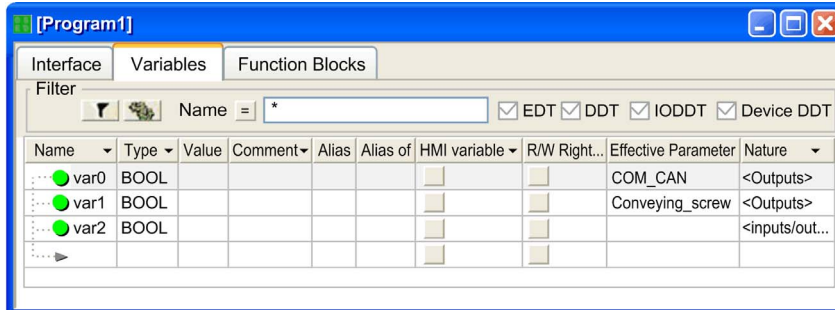 [Program1]
Interface Variables Function Blocks
Filter
Name = * EDT DDT IODDT Device DDT
Name Type Value Comment Alias Alias of HMI variable R/W Right... Effective Parameter Nature
var0 BOOL COM_CAN <Outputs>
var1 BOOL Conveying_screw <Outputs>
var2 BOOL <inputs/out...